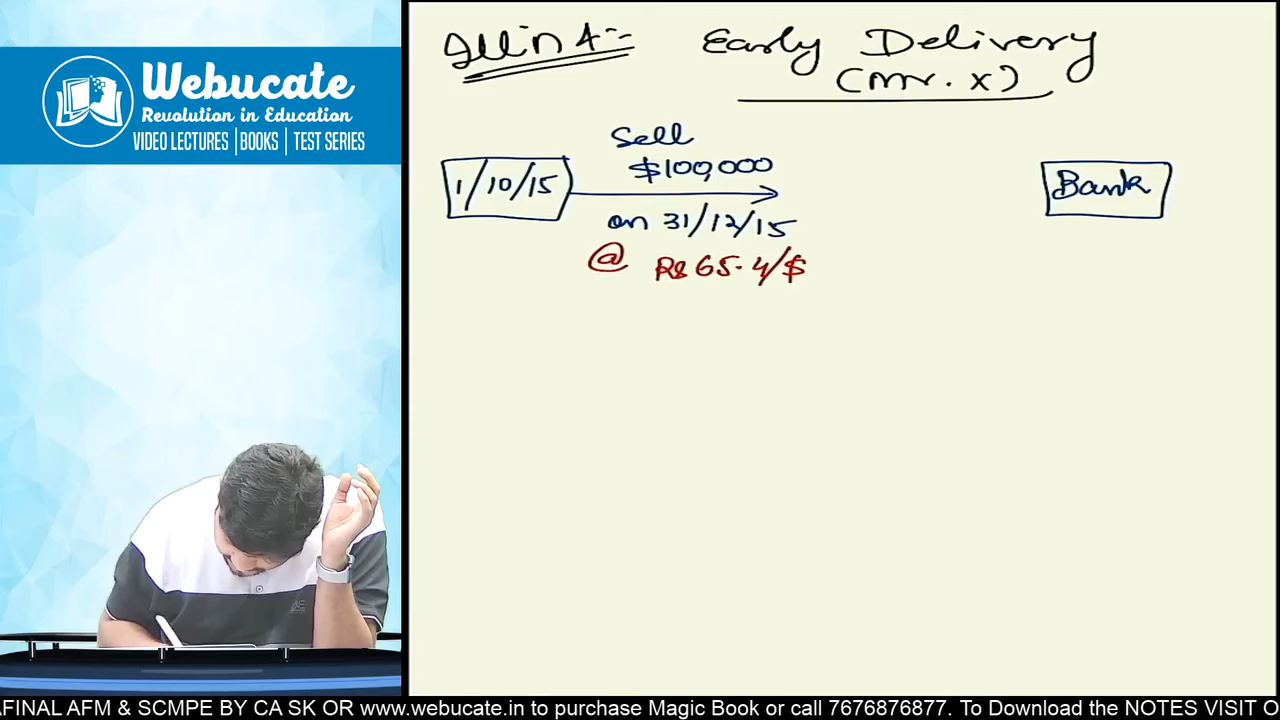 Webucate
Revolution in Education
VIDEO LECTURES | BOOKS | TEST SERIES
Illn 4:-
Early Delivery
(Mr. X)
1/10/15
Sell
$100,000
on 31/12/15
@ Rs 65.4/$
Bank
AFINAL AFM & SCMPE BY CA SK OR www.webucate.in to purchase Magic Book or call 7676876877. To Download the NOTES VISIT O